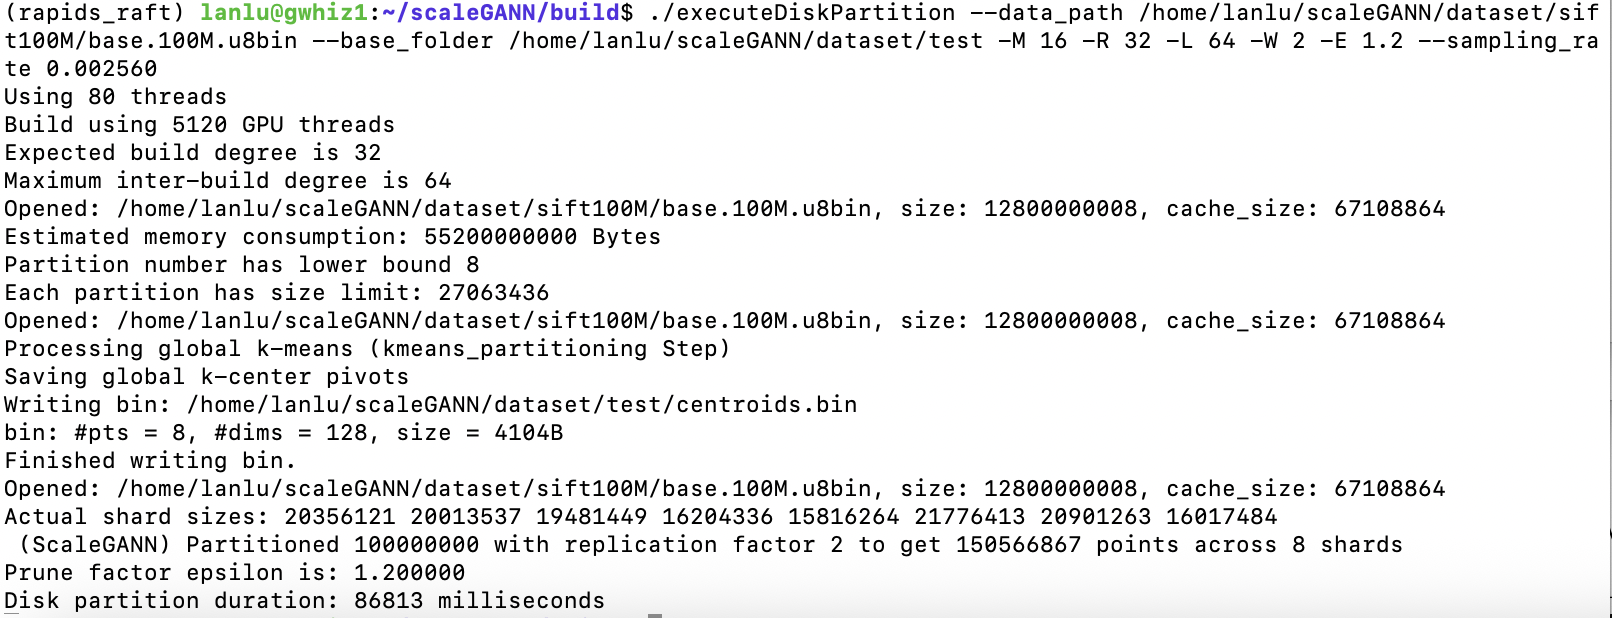 (rapids_raft) lanlu@gwhiz1:~/scaleGANN/build$ ./executeDiskPartition --data_path /home/lanlu/scaleGANN/dataset/sif
t100M/base.100M.u8bin --base_folder /home/lanlu/scaleGANN/dataset/test -M 16 -R 32 -L 64 -W 2 -E 1.2 --sampling_ra
te 0.002560
Using 80 threads
Build using 5120 GPU threads
Expected build degree is 32
Maximum inter-build degree is 64
Opened: /home/lanlu/scaleGANN/dataset/sift100M/base.100M.u8bin, size: 12800000008, cache_size: 67108864
Estimated memory consumption: 55200000000 Bytes
Partition number has lower bound 8
Each partition has size limit: 27063436
Opened: /home/lanlu/scaleGANN/dataset/sift100M/base.100M.u8bin, size: 12800000008, cache_size: 67108864
Processing global k-means (kmeans_partitioning Step)
Saving global k-center pivots
Writing bin: /home/lanlu/scaleGANN/dataset/test/centroids.bin
bin: #pts = 8, #dims = 128, size = 4104B
Finished writing bin.
Opened: /home/lanlu/scaleGANN/dataset/sift100M/base.100M.u8bin, size: 12800000008, cache_size: 67108864
Actual shard sizes: 20356121 20013537 19481449 16204336 15816264 21776413 20901263 16017484
 (ScaleGANN) Partitioned 100000000 with replication factor 2 to get 150566867 points across 8 shards
Prune factor epsilon is: 1.200000
Disk partition duration: 86813 milliseconds